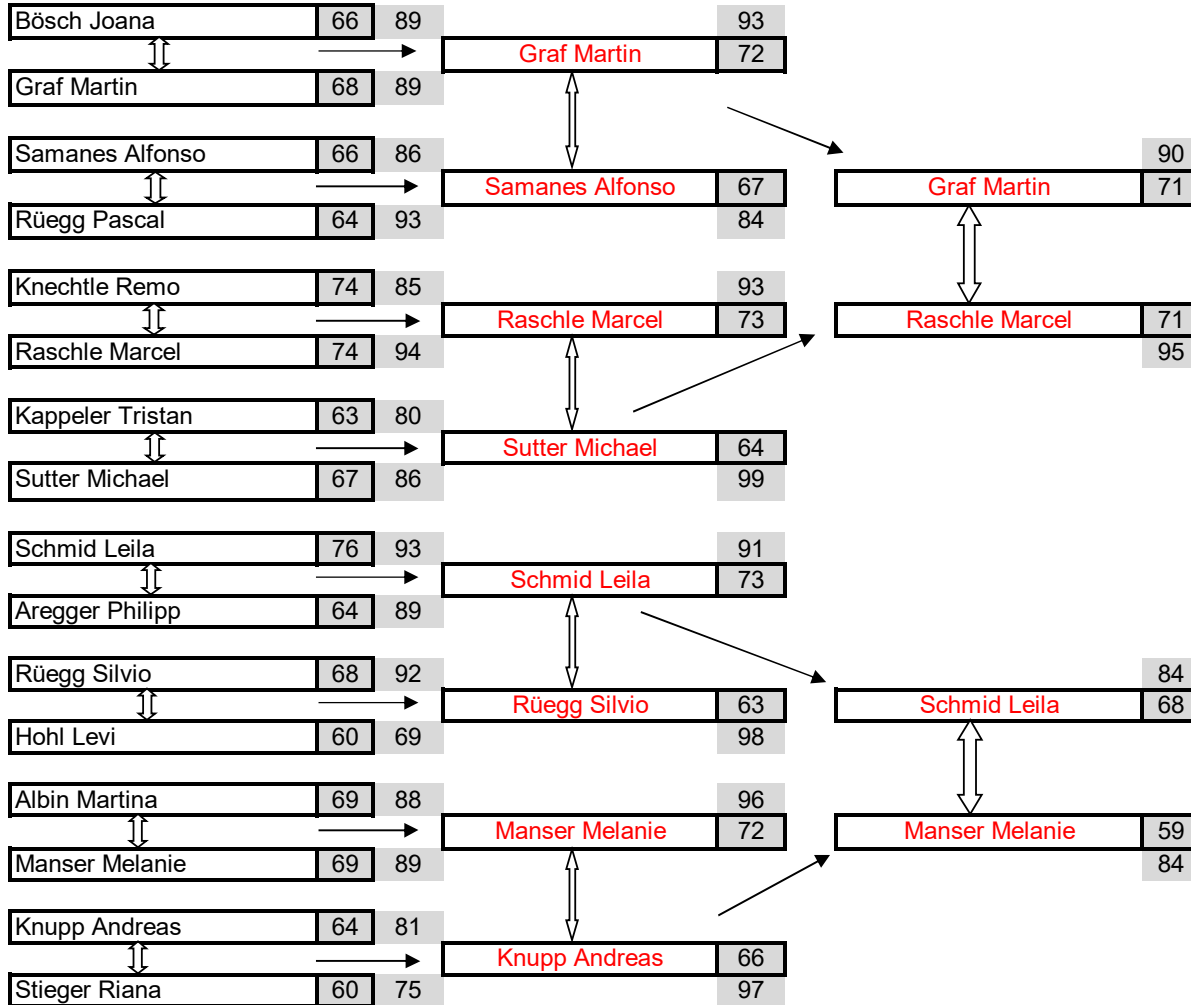 Bösch Joana 66 89 93
Graf Martin 72
Graf Martin 68 89
Samanes Alfonso 66 86 90
Samanes Alfonso 67 Graf Martin 71
Rüegg Pascal 64 93 84
Knechtle Remo 74 85 93
Raschle Marcel 73 Raschle Marcel 71
Raschle Marcel 74 94 95
Kappeler Tristan 63 80
Sutter Michael 64
Sutter Michael 67 86 99
Schmid Leila 76 93 91
Schmid Leila 73
Aregger Philipp 64 89
Rüegg Silvio 68 92 84
Rüegg Silvio 63 Schmid Leila 68
Hohl Levi 60 69 98
Albin Martina 69 88 96
Manser Melanie 72 Manser Melanie 59
Manser Melanie 69 89 84
Knupp Andreas 64 81
Knupp Andreas 66
Stieger Riana 60 75 97